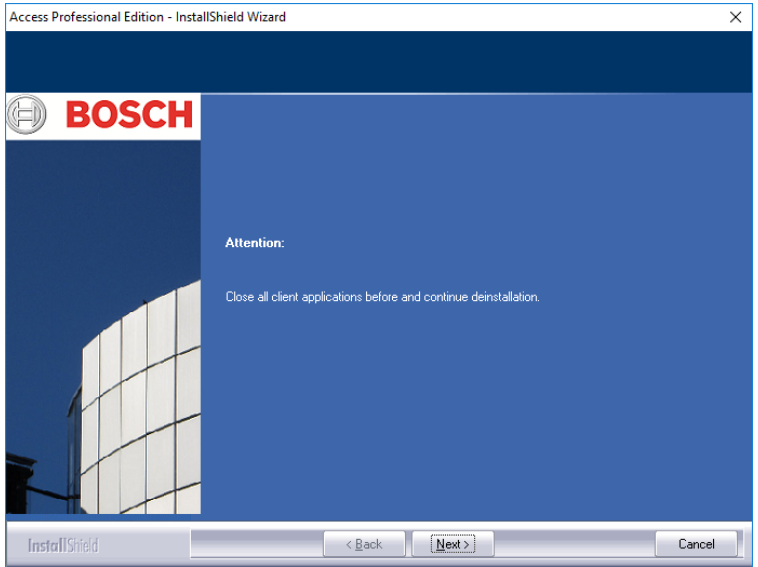 Access Professional Edition - InstallShield Wizard
BOSCH
Attention:
Close all client applications before and continue deinstallation.
InstallShield
< Back
Next >
Cancel